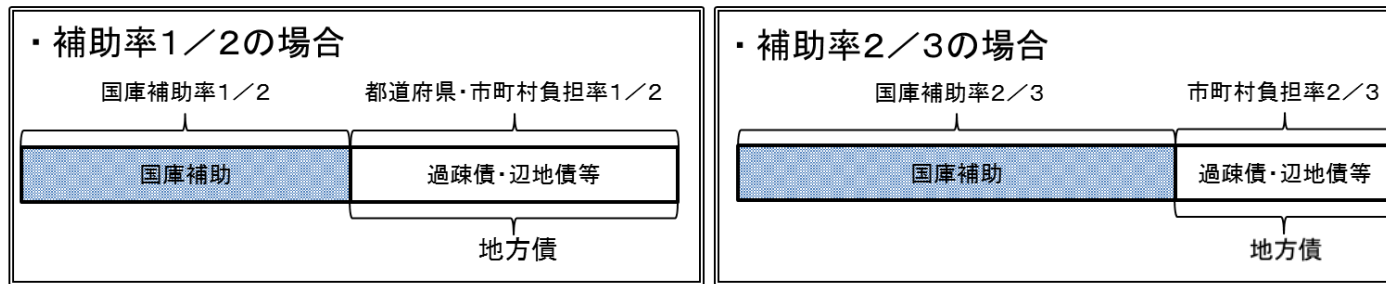 ・補助率1／2の場合
国庫補助率1／2
都道府県・市町村負担率1／2
国庫補助
過疎債・辺地債等
地方債
・補助率2／3の場合
国庫補助率2／3
市町村負担率2／3
国庫補助
過疎債・辺地債等
地方債